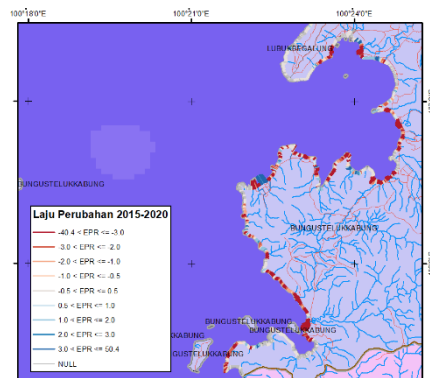 100°18'0"E
100°21'0"E
100°24'0"E
LUBUKBEGALUNG
BUNGUSTELUKKABUNG
BUNGUSTELUKKABUNG
Laju Perubahan 2015-2020
-40.4 < EPR <= -3.0
-3.0 < EPR <= -2.0
-2.0 < EPR <= -1.0
-1.0 < EPR <= -0.5
-0.5 < EPR <= 0.5
0.5 < EPR <= 1.0
1.0 < EPR <= 2.0
2.0 < EPR <= 3.0
3.0 < EPR <= 50.4
NULL
BUNGUSTELUKKABUNG
BUNGUSTELUKKABUNG
KKABUNG
GUSTELUKKABUNG